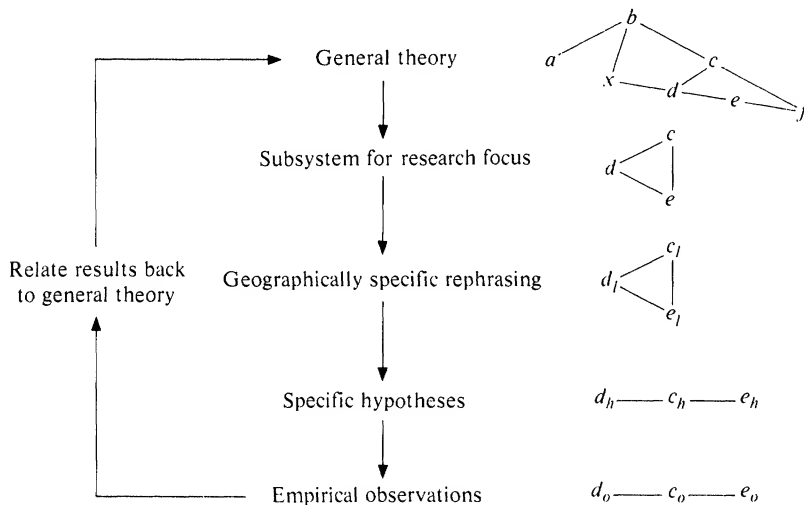 b
General theory
a
c
x
d
e
f
c
Subsystem for research focus
d
e
c_l
Relate results back
to general theory
Geographically specific rephrasing
d_l
e_l
Specific hypotheses
d_h c_h e_h
Empirical observations
d_o c_o e_o